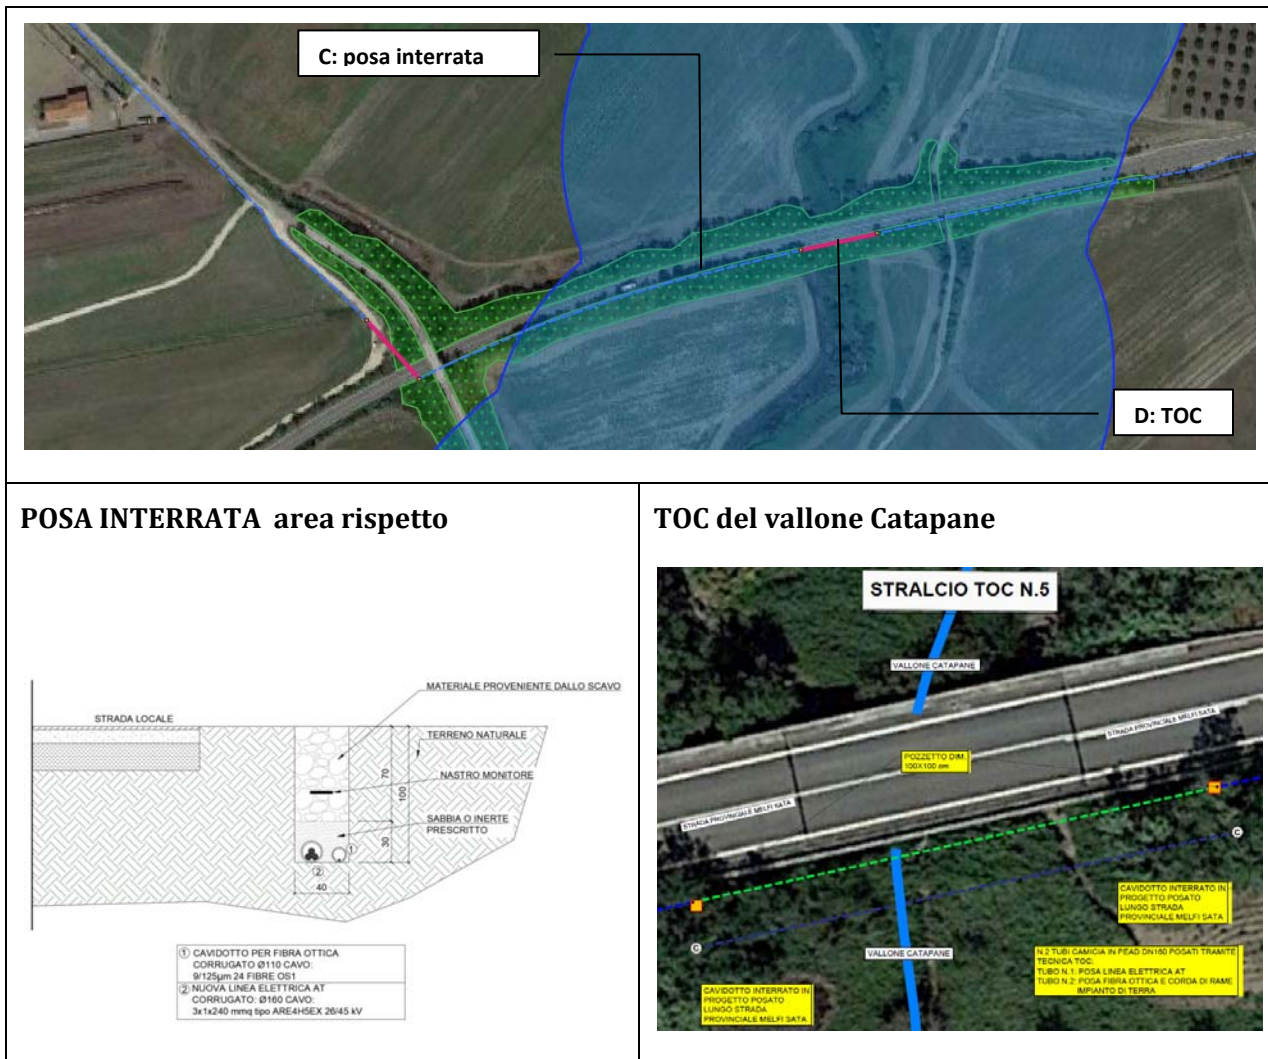 C: posa interrata
D: TOC
POSA INTERRATA area rispetto
STRADA LOCALE
MATERIALE PROVENIENTE DALLO SCAVO
TERRENO NATURALE
NASTRO MONITORE
SABBIA O INERTE
PRESCRITTO
70
100
30
40
1
2
1 CAVIDOTTO PER FIBRA OTTICA
CORRUGATO Ø110 CAVO:
9/125µm 24 FIBRE OS1
2 NUOVA LINEA ELETTRICA AT
CORRUGATO: Ø160 CAVO:
3x1x240 mmq tipo ARE4H5EX 26/45 kV
TOC del vallone Catapane
STRALCIO TOC N.5
VALLONE CATAPANE
STRADA PROVINCIALE MELFI SATA
POZZETTO DIM.
100X100 cm
STRADA PROVINCIALE MELFI SATA
C
C
VALLONE CATAPANE
CAVIDOTTO INTERRATO IN
PROGETTO POSATO
LUNGO STRADA
PROVINCIALE MELFI SATA
N.2 TUBI CAMICIA IN PEAD DN160 POSATI TRAMITE
TECNICA TOC:
TUBO N.1: POSA LINEA ELETTRICA AT
TUBO N.2: POSA FIBRA OTTICA E CORDA DI RAME
IMPIANTO DI TERRA
CAVIDOTTO INTERRATO IN
PROGETTO POSATO
LUNGO STRADA
PROVINCIALE MELFI SATA